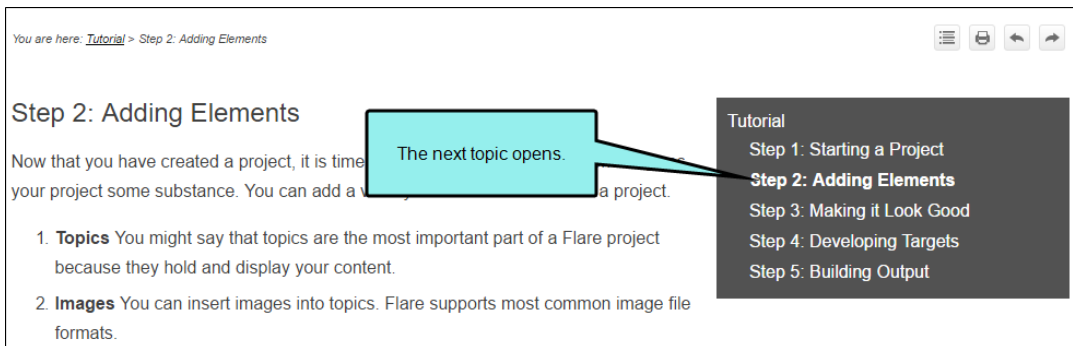 You are here: Tutorial > Step 2: Adding Elements
Step 2: Adding Elements
Now that you have created a project, it is time
your project some substance. You can add a a project.
The next topic opens.
1. Topics You might say that topics are the most important part of a Flare project
because they hold and display your content.
2. Images You can insert images into topics. Flare supports most common image file
formats.
Tutorial
Step 1: Starting a Project
Step 2: Adding Elements
Step 3: Making it Look Good
Step 4: Developing Targets
Step 5: Building Output